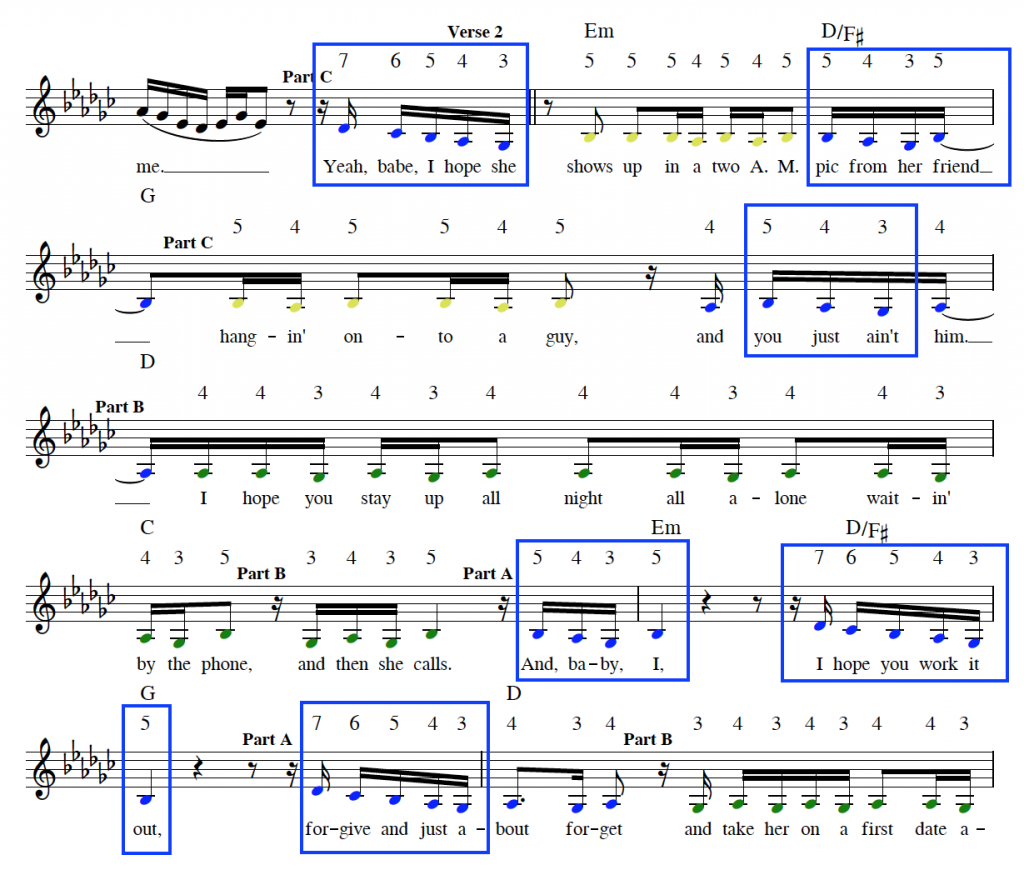 Verse 2 Em D/F♯
Part C 7 6 5 4 3 5 5 5 4 5 4 5 5 4 3 5
me. Yeah, babe, I hope she shows up in a two A. M. pic from her friend
G
Part C 5 4 5 5 4 5 4 5 4 3 4
hang - in' on - to a guy, and you just ain't him.
D
Part B 4 4 3 4 3 4 4 4 3 4 4 3
I hope you stay up all night all a - lone wait - in'
C Em D/F♯
4 3 5 Part B 3 4 3 5 Part A 5 4 3 5 7 6 5 4 3
by the phone, and then she calls. And, ba - by, I, I hope you work it
G D
5 Part A 7 6 5 4 3 4 3 4 Part B 3 4 3 4 3 4 4 3
out, for - give and just a - bout for - get and take her on a first date a -